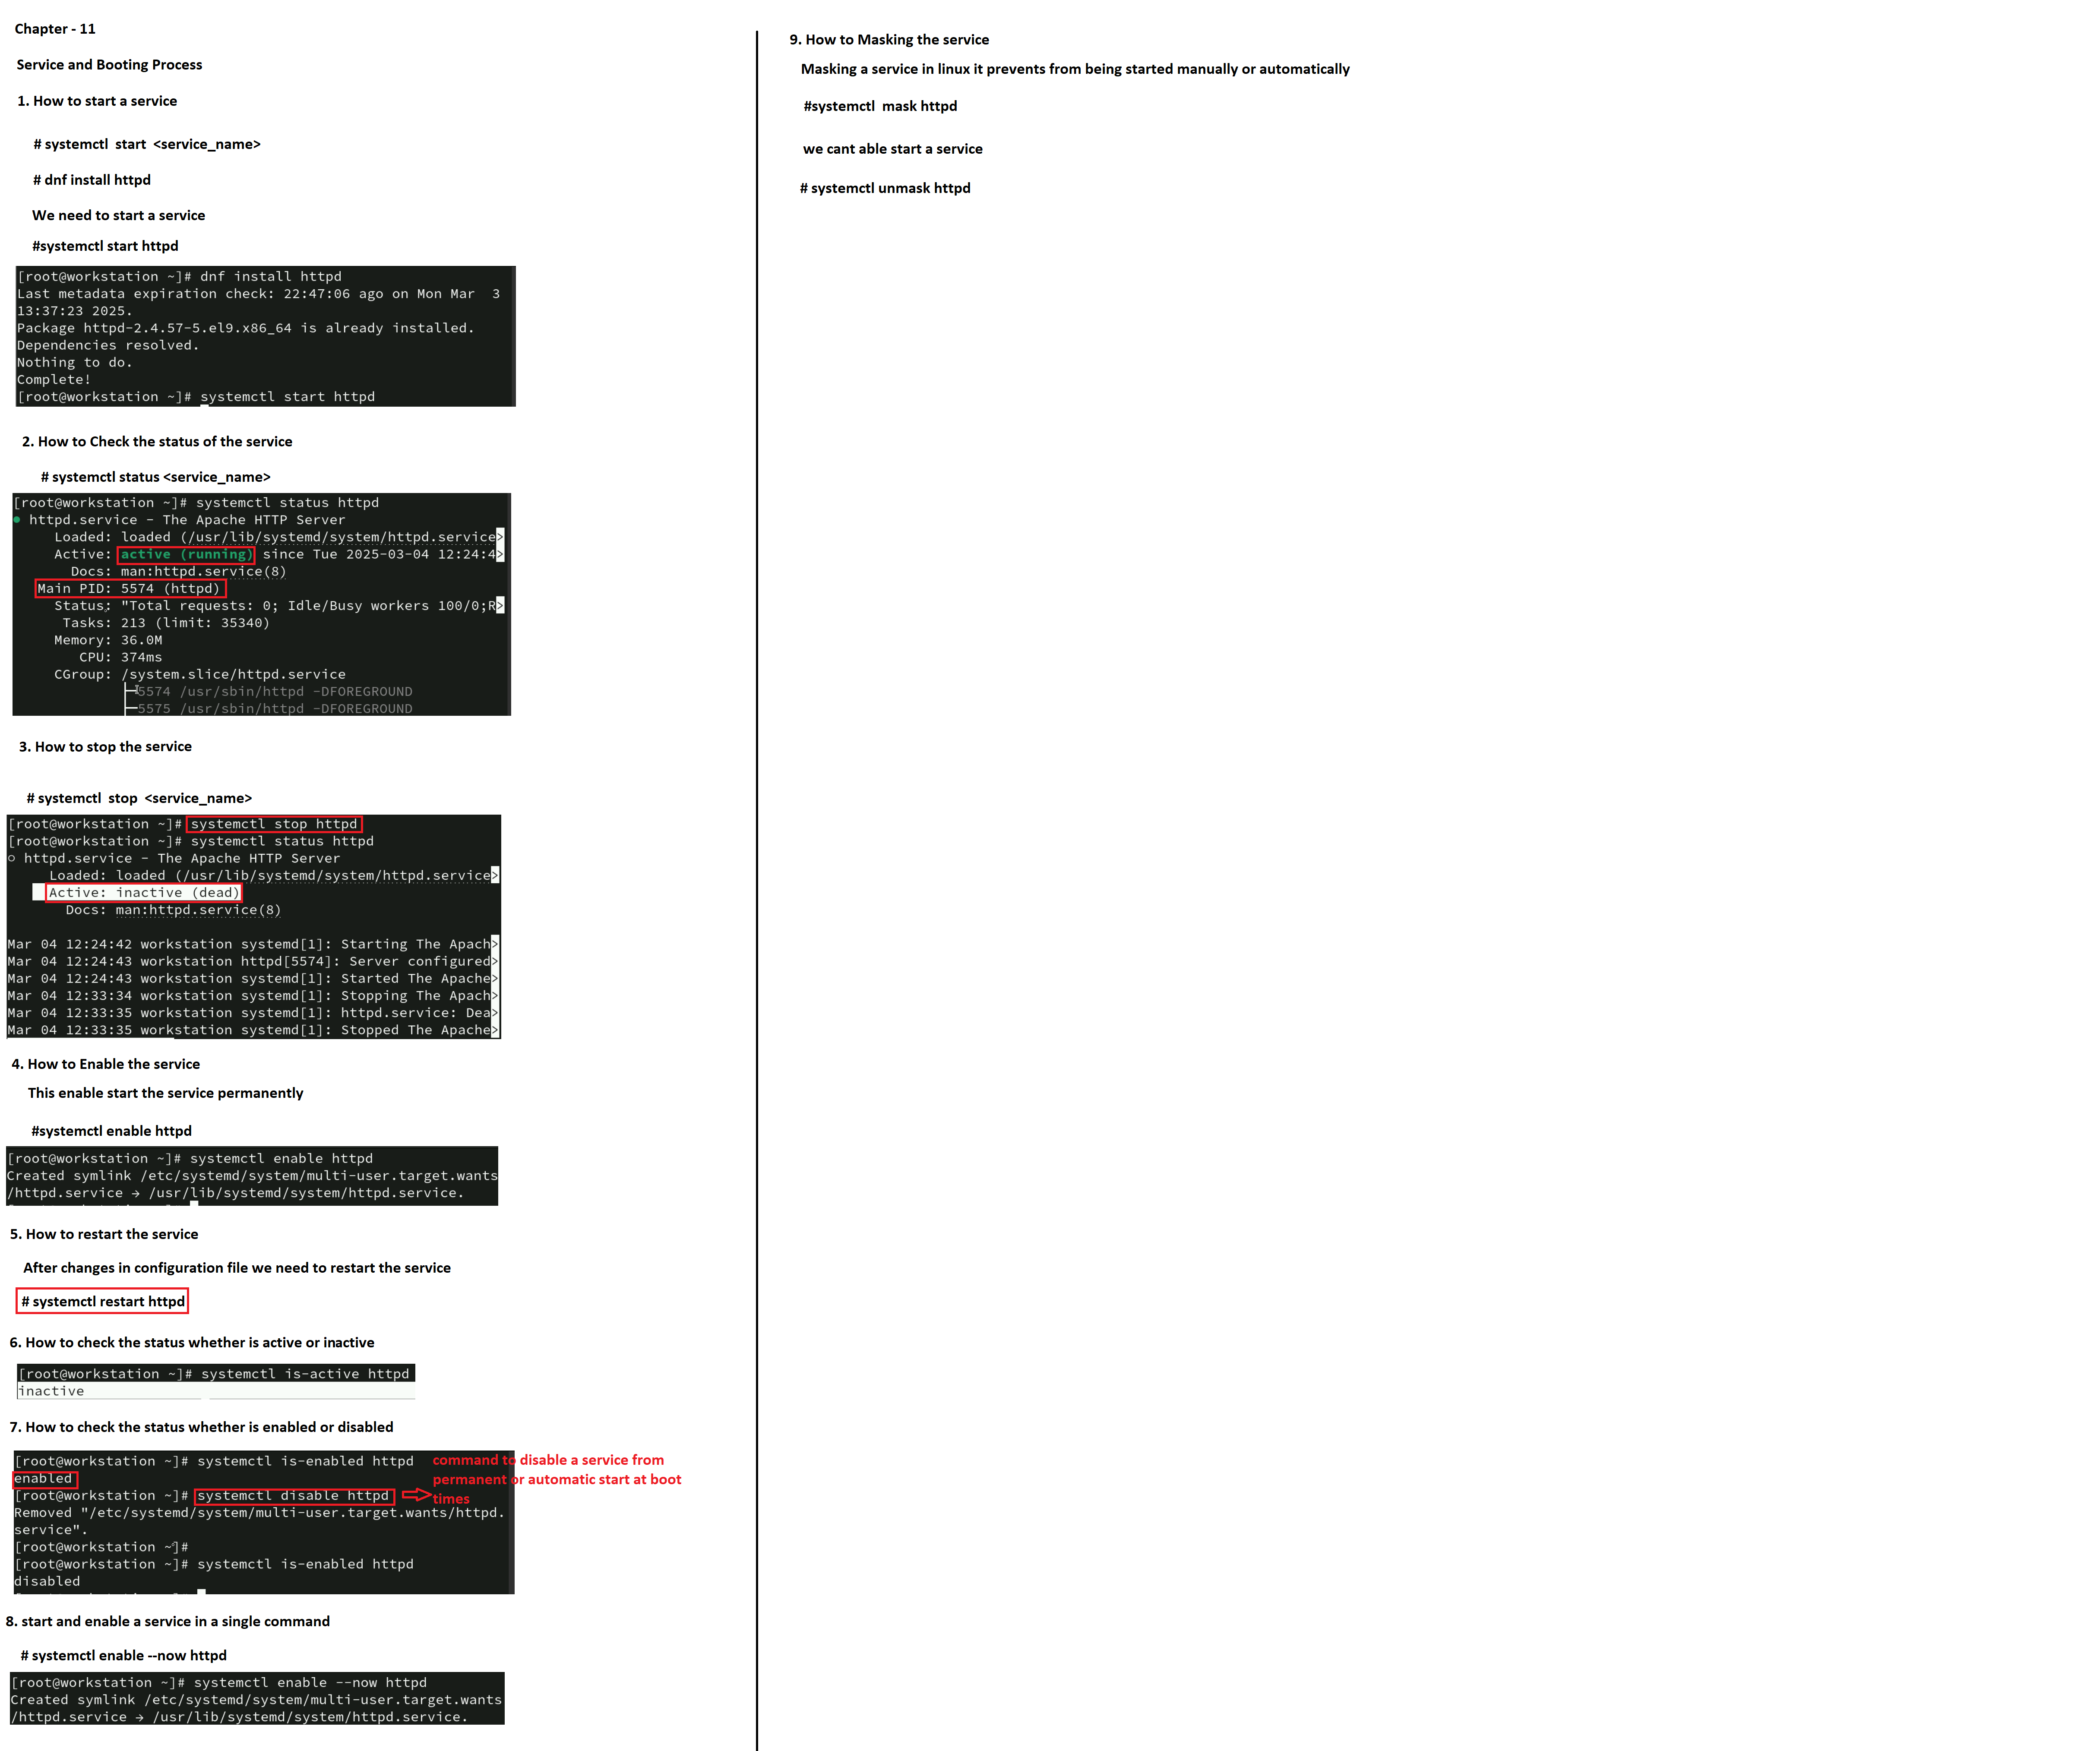 Chapter - 11
Service and Booting Process
1. How to start a service
# systemctl  start  <service_name>
# dnf install httpd
We need to start a service
#systemctl start httpd
[root@workstation ~]# dnf install httpd
Last metadata expiration check: 22:47:06 ago on Mon Mar  3
13:37:23 2025.
Package httpd-2.4.57-5.el9.x86_64 is already installed.
Dependencies resolved.
Nothing to do.
Complete!
[root@workstation ~]# systemctl start httpd
2. How to Check the status of the service
# systemctl status <service_name>
[root@workstation ~]# systemctl status httpd
● httpd.service - The Apache HTTP Server
Loaded: loaded (/usr/lib/systemd/system/httpd.service>
Active: active (running) since Tue 2025-03-04 12:24:4>
Docs: man:httpd.service(8)
Main PID: 5574 (httpd)
Status: "Total requests: 0; Idle/Busy workers 100/0;R>
Tasks: 213 (limit: 35340)
Memory: 36.0M
CPU: 374ms
CGroup: /system.slice/httpd.service
├─5574 /usr/sbin/httpd -DFOREGROUND
├─5575 /usr/sbin/httpd -DFOREGROUND
3. How to stop the service
# systemctl  stop  <service_name>
[root@workstation ~]# systemctl stop httpd
[root@workstation ~]# systemctl status httpd
○ httpd.service - The Apache HTTP Server
Loaded: loaded (/usr/lib/systemd/system/httpd.service>
Active: inactive (dead)
Docs: man:httpd.service(8)
Mar 04 12:24:42 workstation systemd[1]: Starting The Apach>
Mar 04 12:24:43 workstation httpd[5574]: Server configured>
Mar 04 12:24:43 workstation systemd[1]: Started The Apache>
Mar 04 12:33:34 workstation systemd[1]: Stopping The Apach>
Mar 04 12:33:35 workstation systemd[1]: httpd.service: Dea>
Mar 04 12:33:35 workstation systemd[1]: Stopped The Apache>
4. How to Enable the service
This enable start the service permanently
#systemctl enable httpd
[root@workstation ~]# systemctl enable httpd
Created symlink /etc/systemd/system/multi-user.target.wants
/httpd.service → /usr/lib/systemd/system/httpd.service.
5. How to restart the service
After changes in configuration file we need to restart the service
# systemctl restart httpd
6. How to check the status whether is active or inactive
[root@workstation ~]# systemctl is-active httpd
inactive
7. How to check the status whether is enabled or disabled
[root@workstation ~]# systemctl is-enabled httpd
enabled
[root@workstation ~]# systemctl disable httpd
Removed "/etc/systemd/system/multi-user.target.wants/httpd.
service".
[root@workstation ~]#
[root@workstation ~]# systemctl is-enabled httpd
disabled
command to disable a service from
permanent or automatic start at boot
times
8. start and enable a service in a single command
# systemctl enable --now httpd
[root@workstation ~]# systemctl enable --now httpd
Created symlink /etc/systemd/system/multi-user.target.wants
/httpd.service → /usr/lib/systemd/system/httpd.service.
9. How to Masking the service
Masking a service in linux it prevents from being started manually or automatically
#systemctl  mask httpd
we cant able start a service
# systemctl unmask httpd